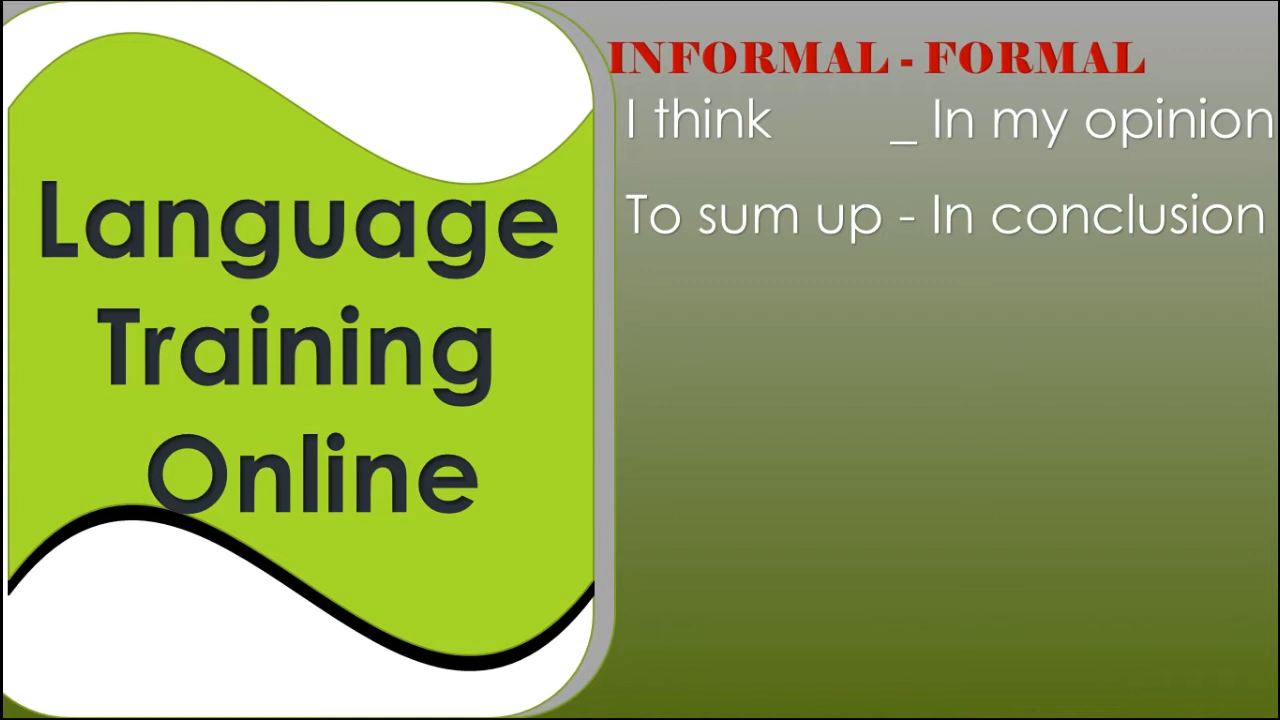 Language
Training
Online
INFORMAL - FORMAL
I think _ In my opinion
To sum up - In conclusion